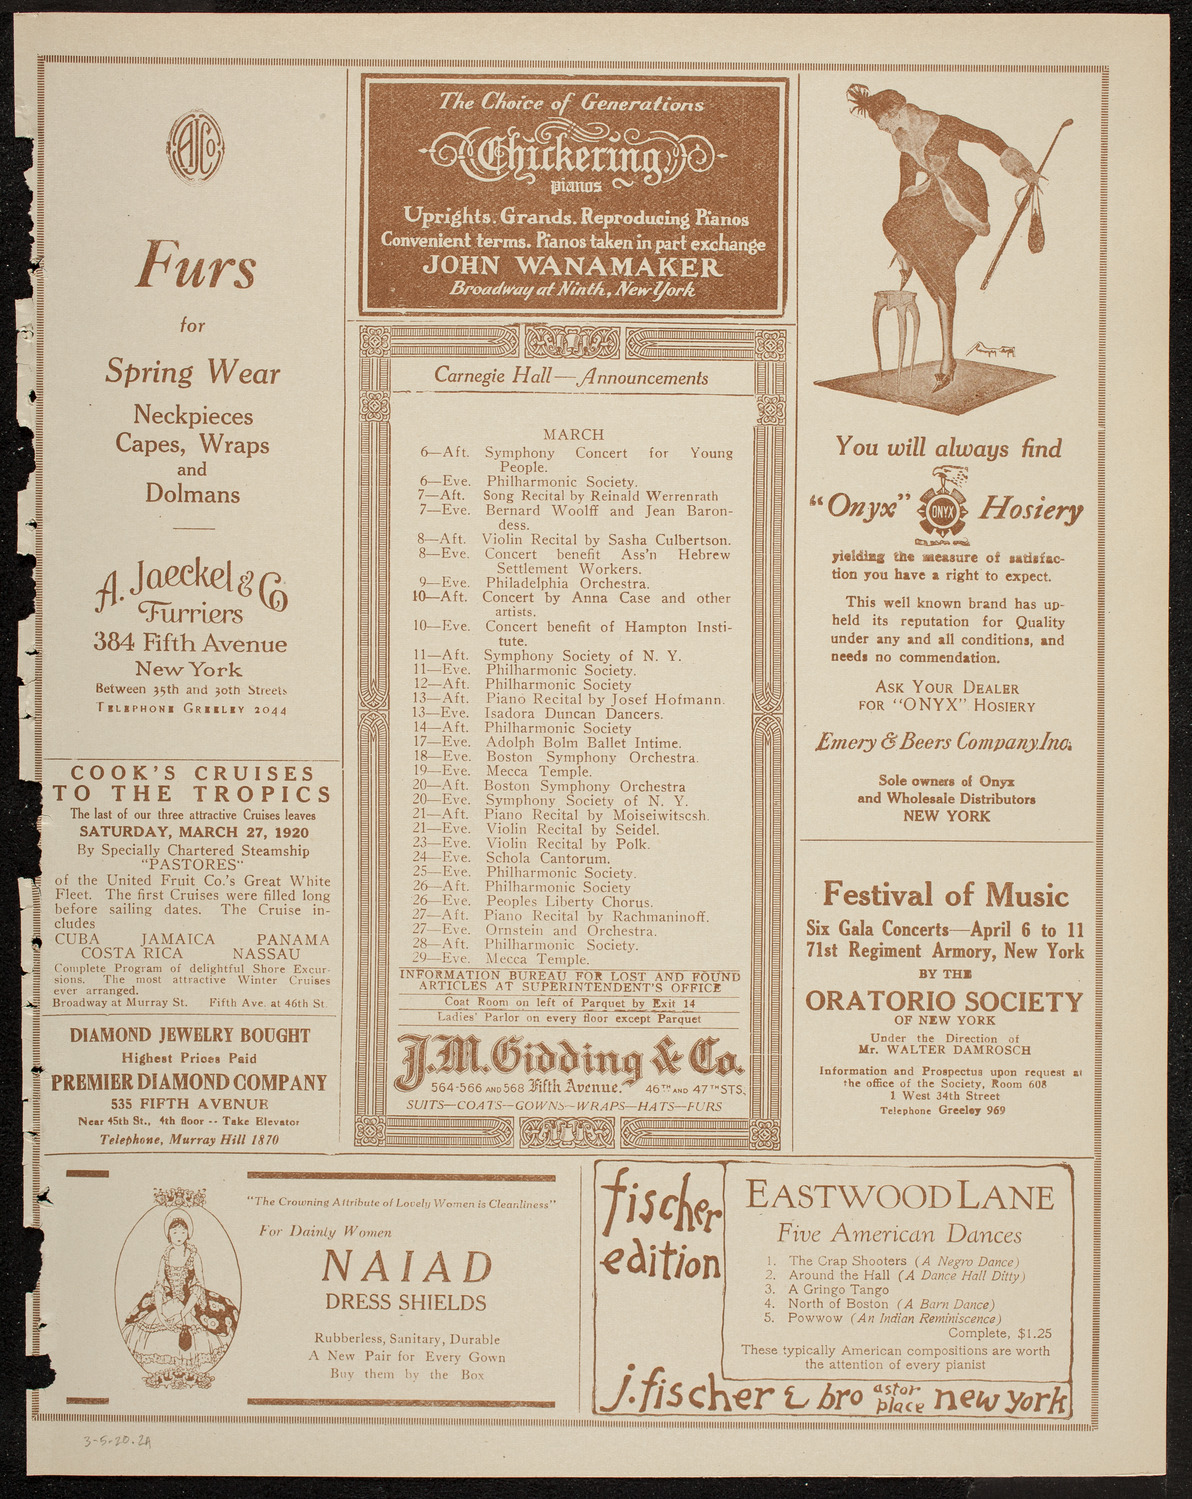 AJCo
Furs
for
Spring Wear
Neckpieces
Capes, Wraps
and
Dolmans
A. Jaeckel & Co
Furriers
384 Fifth Avenue
New York
Between 35th and 30th Streets
TELEPHONE GREELEY 2044
COOK'S CRUISES
TO THE TROPICS
The last of our three attractive Cruises leaves
SATURDAY, MARCH 27, 1920
By Specially Chartered Steamship
"PASTORES"
of the United Fruit Co.'s Great White
Fleet. The first Cruises were filled long
before sailing dates. The Cruise in-
cludes
CUBA JAMAICA PANAMA
COSTA RICA NASSAU
Complete Program of delightful Shore Excur-
sions. The most attractive Winter Cruises
ever arranged.
Broadway at Murray St. Fifth Ave. at 46th St.
DIAMOND JEWELRY BOUGHT
Highest Prices Paid
PREMIER DIAMOND COMPANY
535 FIFTH AVENUE
Near 45th St., 4th floor -- Take Elevator
Telephone, Murray Hill 1870
The Choice of Generations
Chickering
pianos
Uprights. Grands. Reproducing Pianos
Convenient terms. Pianos taken in part exchange
JOHN WANAMAKER
Broadway at Ninth, New York
Carnegie Hall—Announcements
MARCH
6—Aft. Symphony Concert for Young
People.
6—Eve. Philharmonic Society.
7—Aft. Song Recital by Reinald Werrenrath
7—Eve. Bernard Woolff and Jean Baron-
dess.
8—Aft. Violin Recital by Sasha Culbertson.
8—Eve. Concert benefit Ass'n Hebrew
Settlement Workers.
9—Eve. Philadelphia Orchestra.
10—Aft. Concert by Anna Case and other
artists.
10—Eve. Concert benefit of Hampton Insti-
tute.
11—Aft. Symphony Society of N. Y.
11—Eve. Philharmonic Society.
12—Aft. Philharmonic Society
13—Aft. Piano Recital by Josef Hofmann.
13—Eve. Isadora Duncan Dancers.
14—Aft. Philharmonic Society
17—Eve. Adolph Bolm Ballet Intime.
18—Eve. Boston Symphony Orchestra.
19—Eve. Mecca Temple.
20—Aft. Boston Symphony Orchestra
20—Eve. Symphony Society of N. Y.
21—Aft. Piano Recital by Moiseiwitscsh.
21—Eve. Violin Recital by Seidel.
23—Eve. Violin Recital by Polk.
24—Eve. Schola Cantorum.
25—Eve. Philharmonic Society.
26—Aft. Philharmonic Society
26—Eve. Peoples Liberty Chorus.
27—Aft. Piano Recital by Rachmaninoff.
27—Eve. Ornstein and Orchestra.
28—Aft. Philharmonic Society.
29—Eve. Mecca Temple.
INFORMATION BUREAU FOR LOST AND FOUND
ARTICLES AT SUPERINTENDENT'S OFFICE
Coat Room on left of Parquet by Exit 14
Ladies' Parlor on every floor except Parquet
J.M. Gidding & Co.
564-566 AND 568 Fifth Avenue. 46TH AND 47TH STS.
SUITS—COATS—GOWNS—WRAPS—HATS—FURS
You will always find
"Onyx" ONYX Hosiery
yielding the measure of satisfac-
tion you have a right to expect.
This well known brand has up-
held its reputation for Quality
under any and all conditions, and
needs no commendation.
ASK YOUR DEALER
FOR "ONYX" HOSIERY
Emery & Beers Company, Inc.
Sole owners of Onyx
and Wholesale Distributors
NEW YORK
Festival of Music
Six Gala Concerts—April 6 to 11
71st Regiment Armory, New York
BY THE
ORATORIO SOCIETY
OF NEW YORK
Under the Direction of
Mr. WALTER DAMROSCH
Information and Prospectus upon request at
the office of the Society, Room 608
1 West 34th Street
Telephone Greeley 969
"The Crowning Attribute of Lovely Women is Cleanliness"
For Dainty Women
NAIAD
DRESS SHIELDS
Rubberless, Sanitary, Durable
A New Pair for Every Gown
Buy them by the Box
fischer
edition
EASTWOOD LANE
Five American Dances
1. The Crap Shooters (A Negro Dance)
2. Around the Hall (A Dance Hall Ditty)
3. A Gringo Tango
4. North of Boston (A Barn Dance)
5. Powwow (An Indian Reminiscence)
Complete, $1.25
These typically American compositions are worth
the attention of every pianist
j. fischer & bro astor place new york
3-5-20.2A